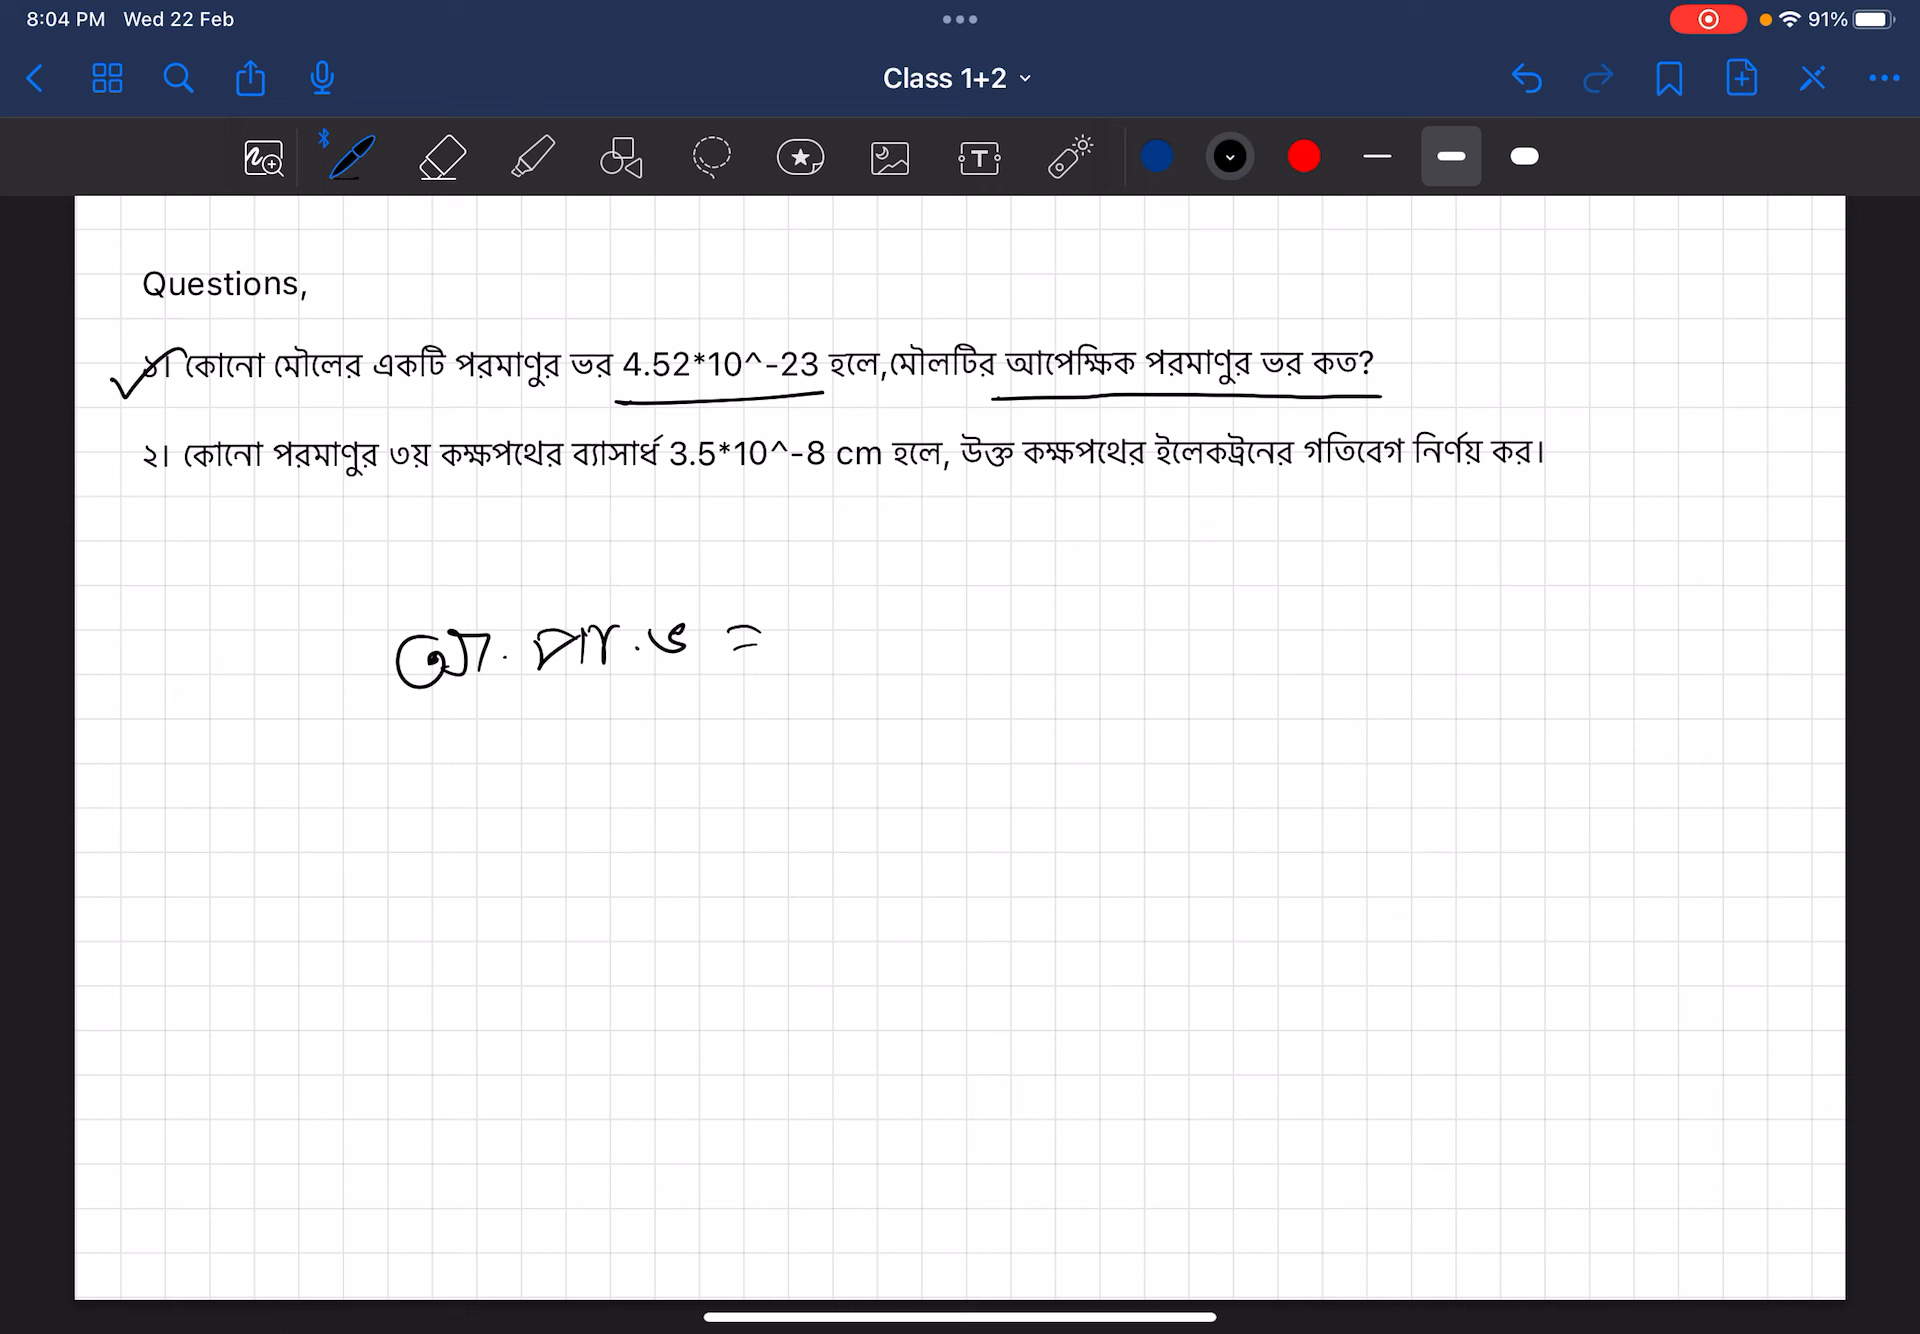 8:04 PM Wed 22 Feb
91%
Class 1+2
Questions,
১। কোনো মৌলের একটি পরমাণুর ভর 4.52*10^-23 হলে,মৌলটির আপেক্ষিক পরমাণুর ভর কত?
২। কোনো পরমাণুর ৩য় কক্ষপথের ব্যাসার্ধ 3.5*10^-8 cm হলে, উক্ত কক্ষপথের ইলেকট্রনের গতিবেগ নির্ণয় কর।
আ. পার. ভ =